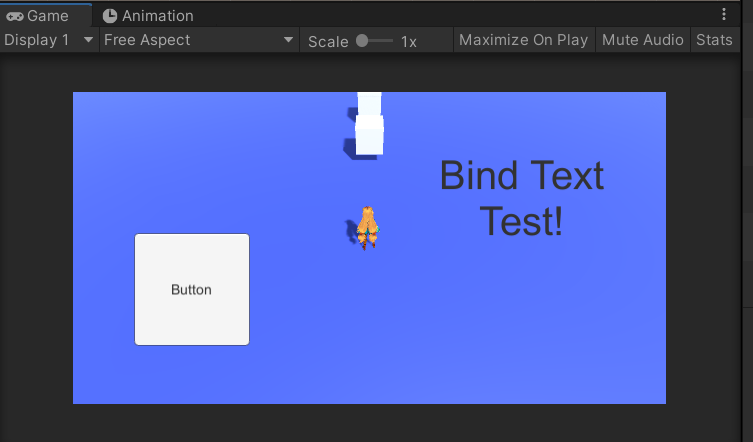 Game Animation
Display 1 Free Aspect Scale 1x Maximize On Play Mute Audio Stats
Bind Text
Test!
Button